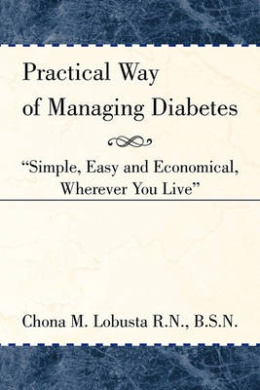 Practical Way
of Managing Diabetes
“Simple, Easy and Economical,
Wherever You Live”
Chona M. Lobusta R.N., B.S.N.